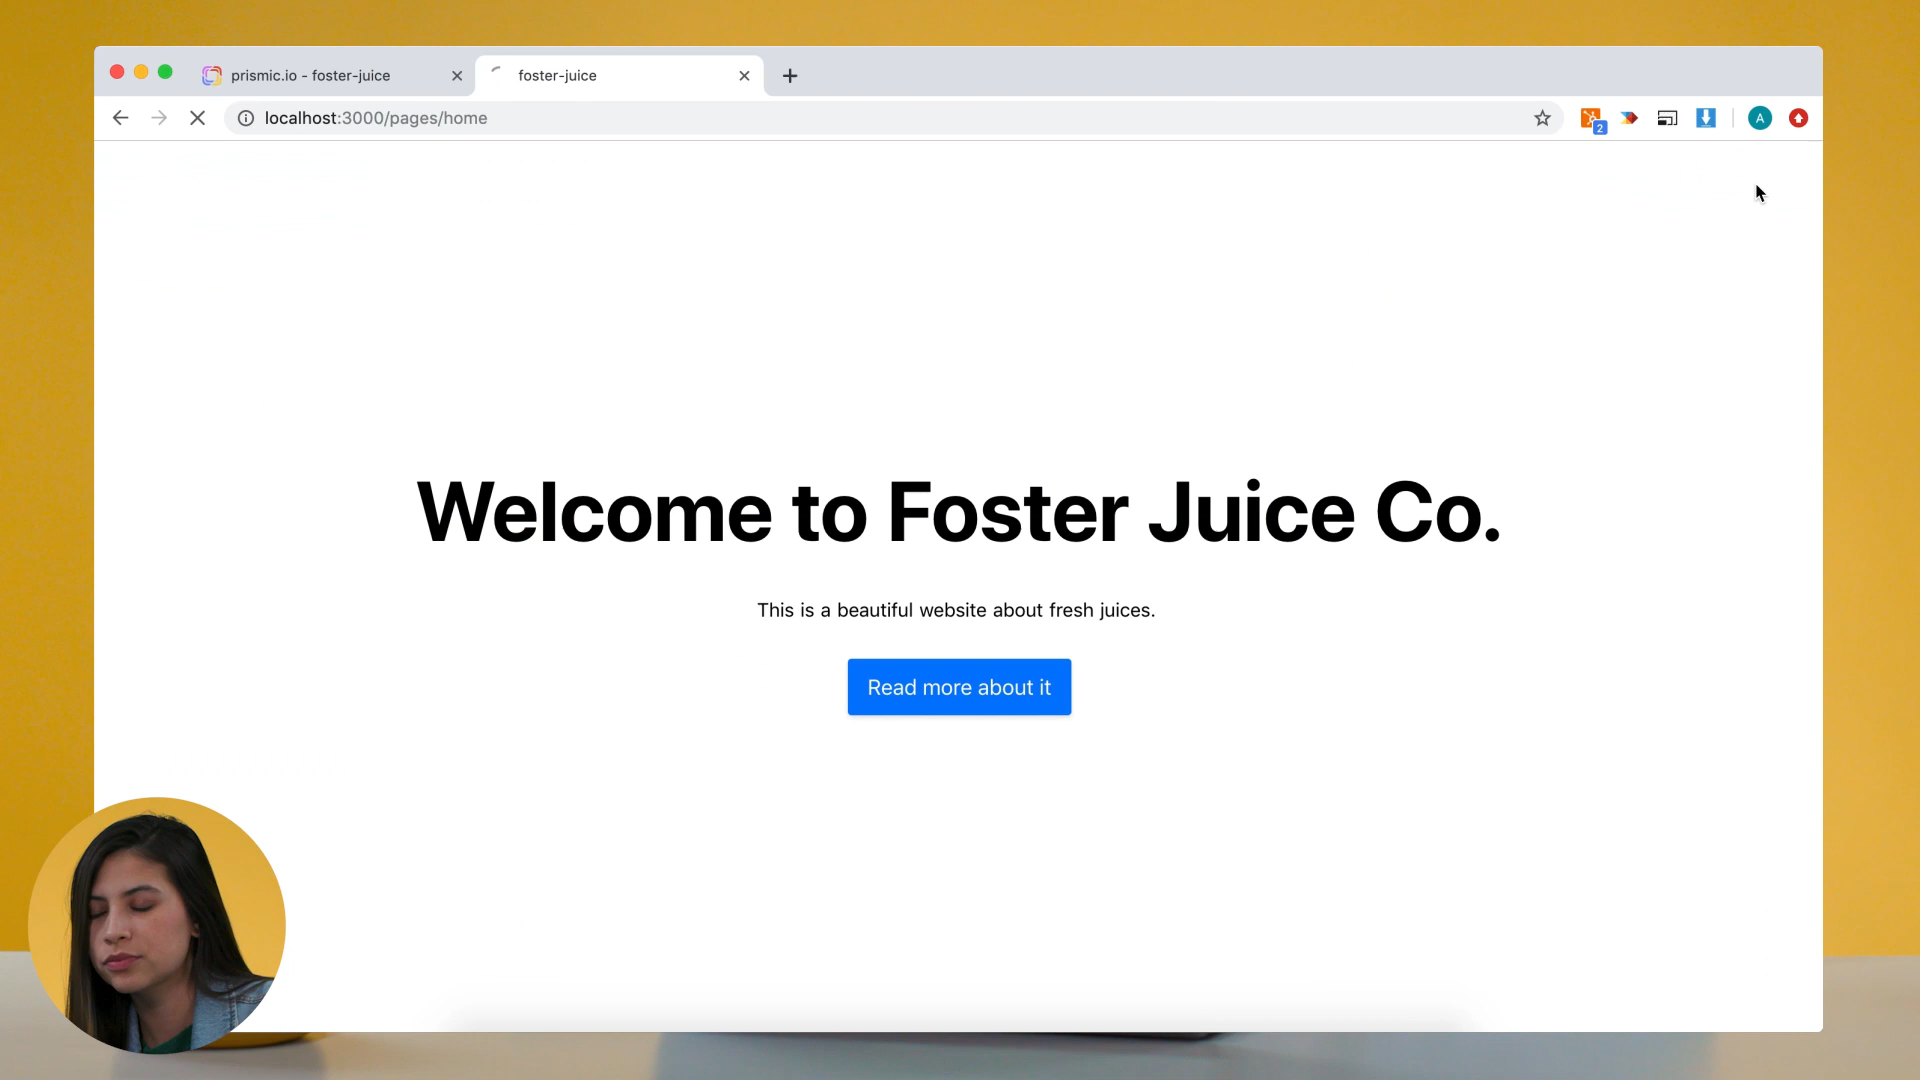 prismic.io - foster-juice
foster-juice
localhost:3000/pages/home
2
A
Welcome to Foster Juice Co.
This is a beautiful website about fresh juices.
Read more about it